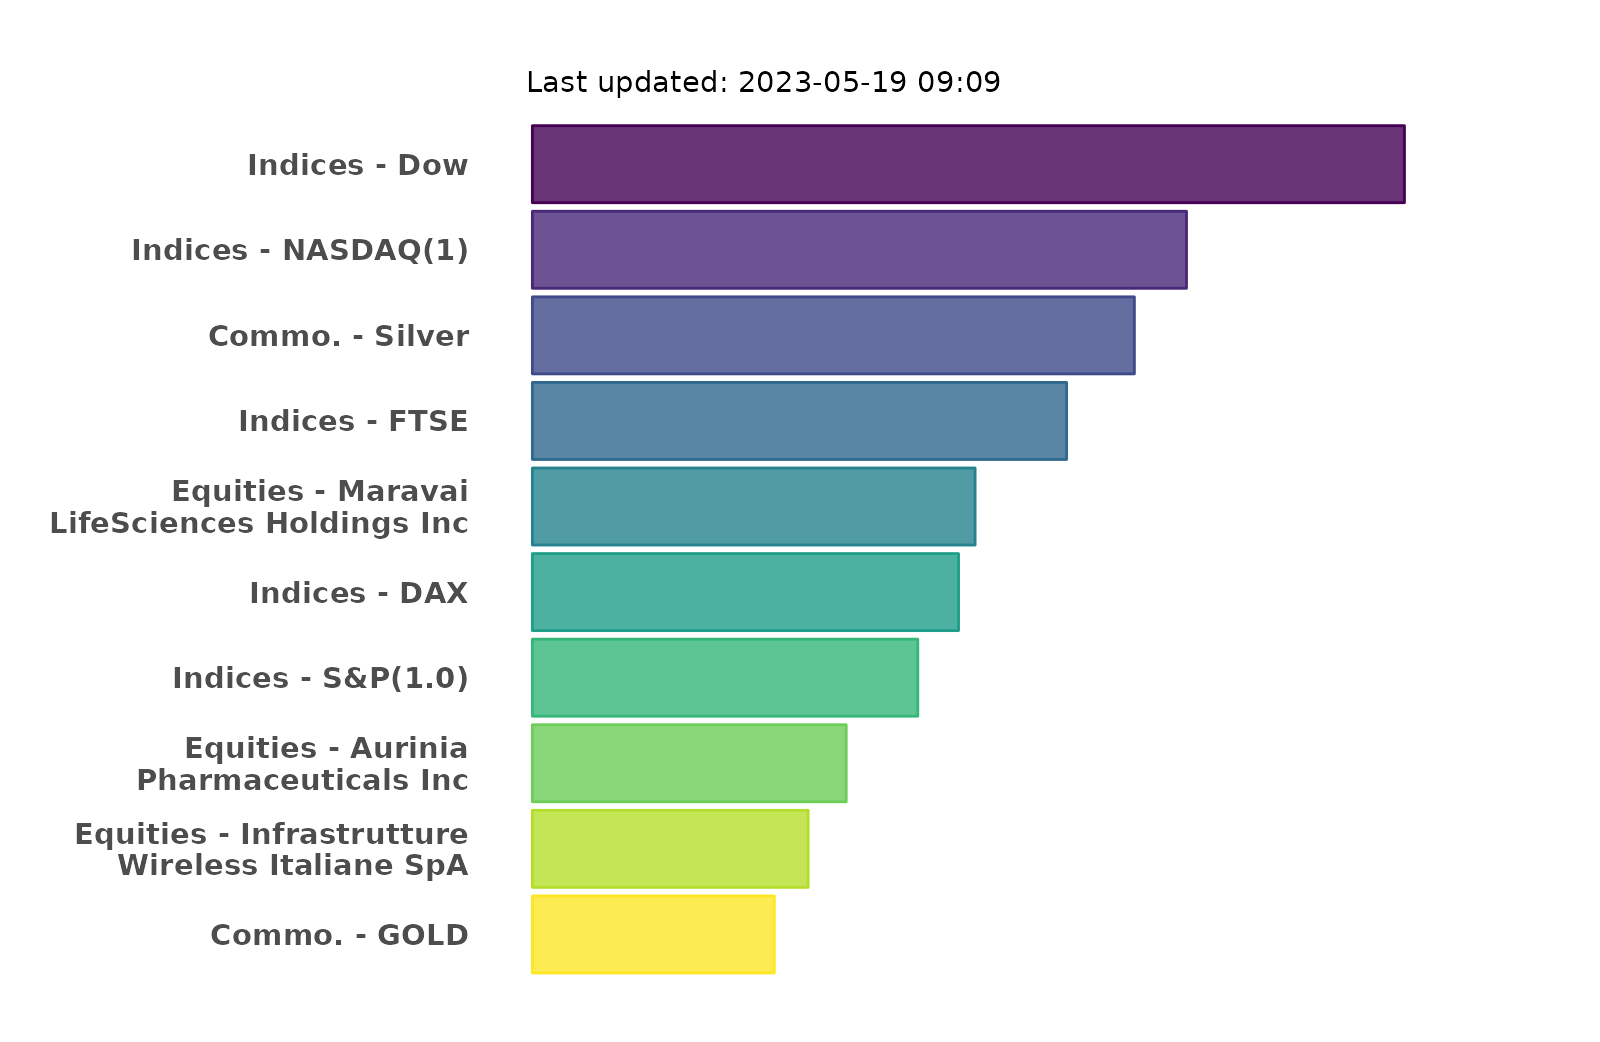 Last updated: 2023-05-19 09:09
Indices - Dow
Indices - NASDAQ(1)
Commo. - Silver
Indices - FTSE
Equities - Maravai
LifeSciences Holdings Inc
Indices - DAX
Indices - S&P(1.0)
Equities - Aurinia
Pharmaceuticals Inc
Equities - Infrastrutture
Wireless Italiane SpA
Commo. - GOLD